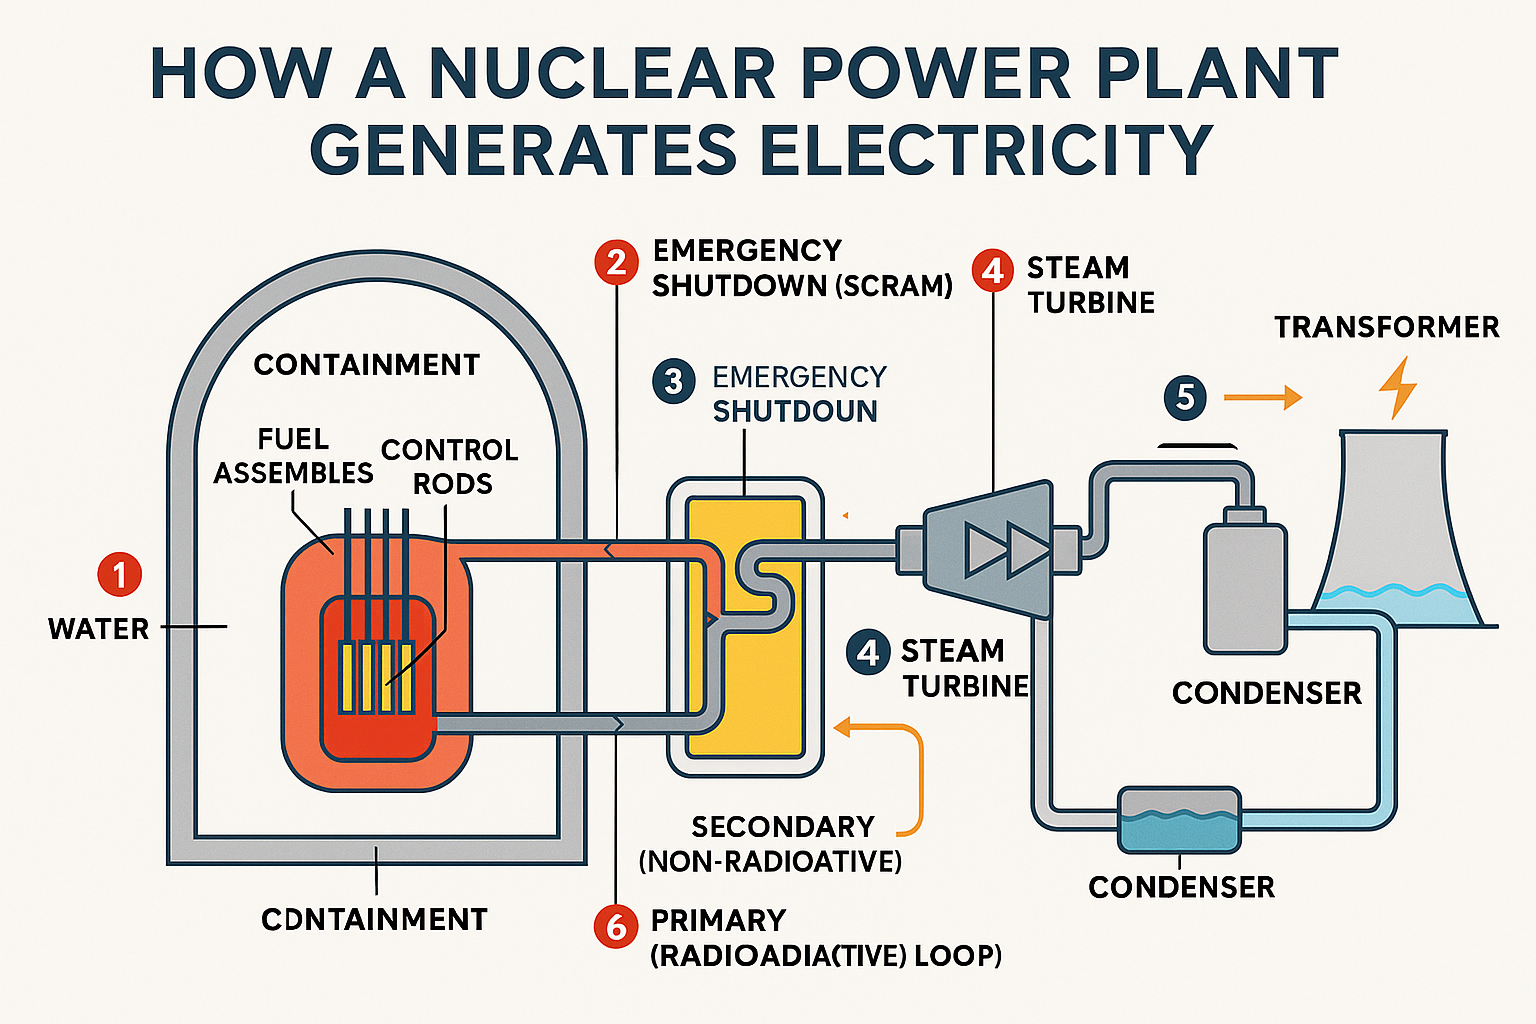 HOW A NUCLEAR POWER PLANT
GENERATES ELECTRICITY
2 EMERGENCY
SHUTDOWN (SCRAM)
4 STEAM
TURBINE
TRANSFORMER
CONTAINMENT
3 EMERGENCY
SHUTDOUN
5
FUEL
ASSEMBLES
CONTROL
RODS
1
WATER
4 STEAM
TURBINE
CONDENSER
SECONDARY
(NON-RADIOATIVE)
CONDENSER
CDNTAINMENT
6 PRIMARY
(RADIOADIA(TIVE) LOOP)